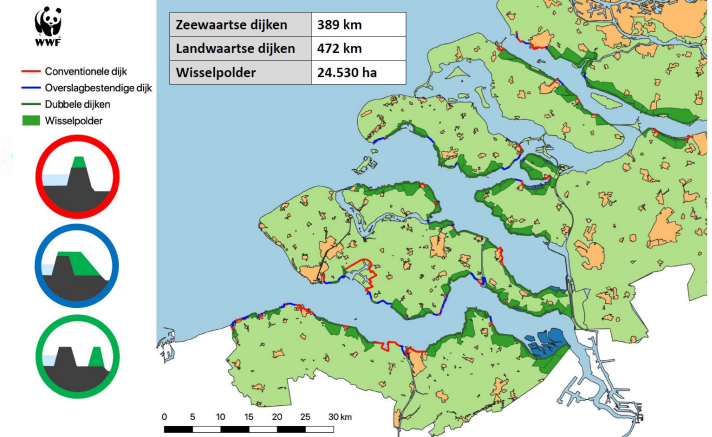 WWF
Conventionele dijk
Overslagbestendige dijk
Dubbele dijken
Wisselpolder
Zeewaartse dijken 389 km
Landwaartse dijken 472 km
Wisselpolder 24.530 ha
0 5 10 15 20 25 30 km